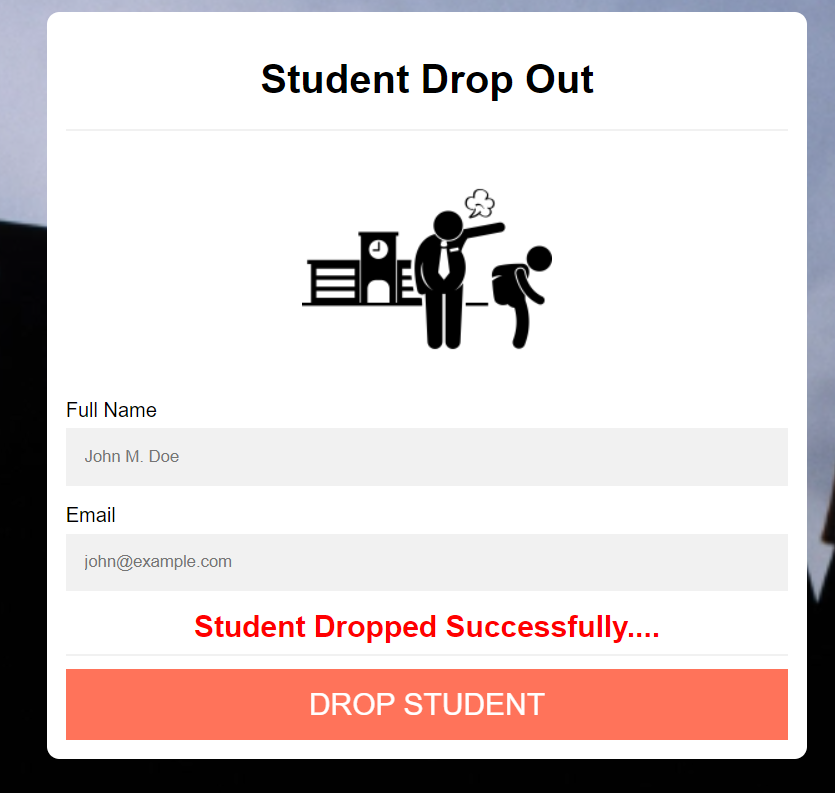 Student Drop Out
Full Name
John M. Doe
Email
john@example.com
Student Dropped Successfully....
DROP STUDENT